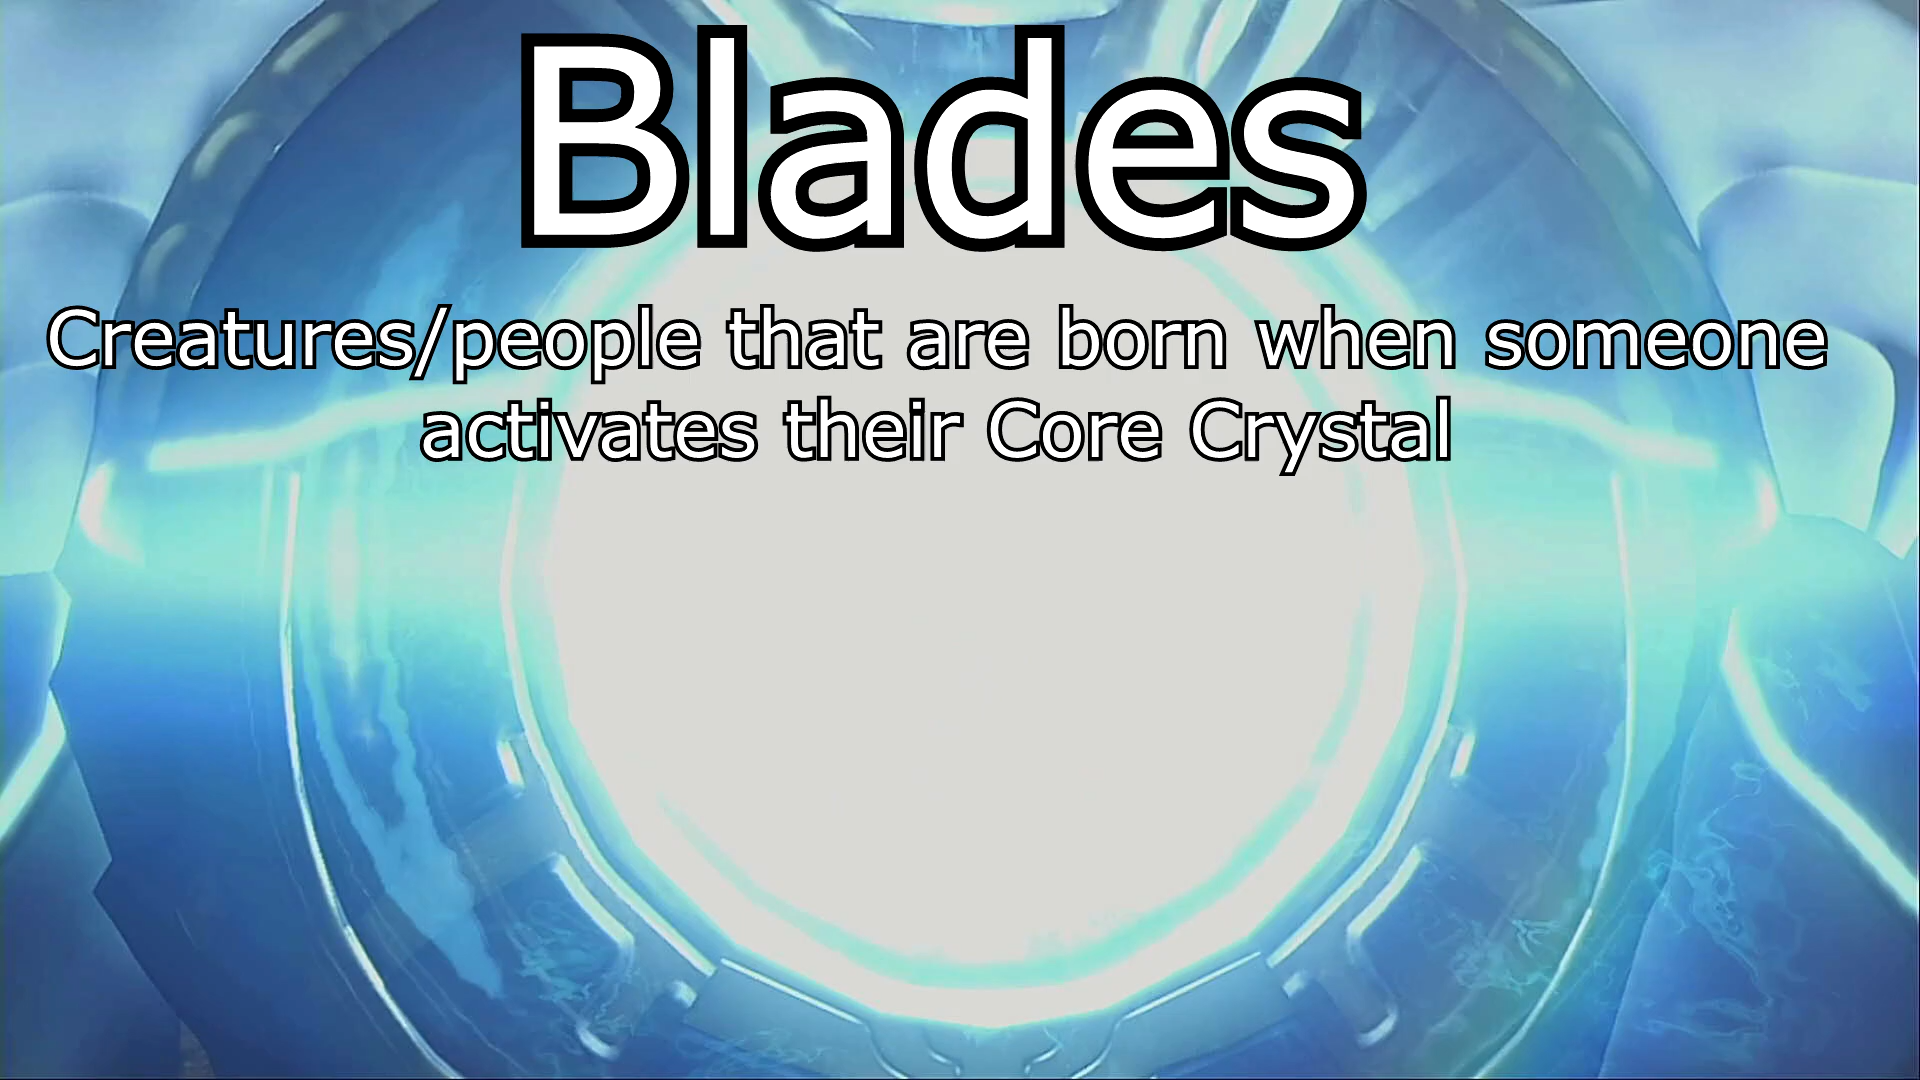 Blades
Creatures/people that are born when someone
activates their Core Crystal